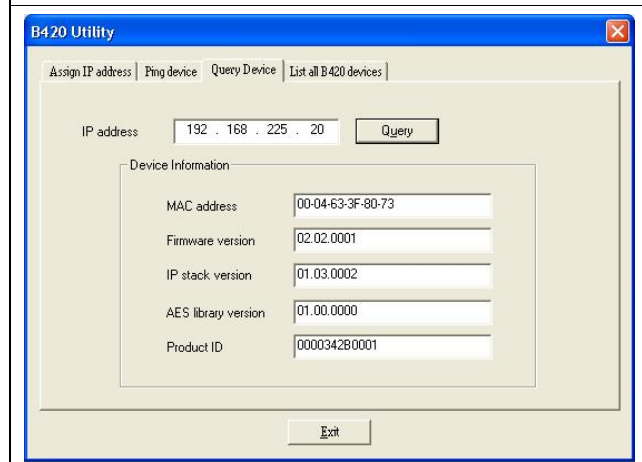 B420 Utility
Assign IP address Ping device Query Device List all B420 devices
IP address 192 . 168 . 225 . 20 Query
Device Information
MAC address 00-04-63-3F-80-73
Firmware version 02.02.0001
IP stack version 01.03.0002
AES library version 01.00.0000
Product ID 0000342B0001
Exit